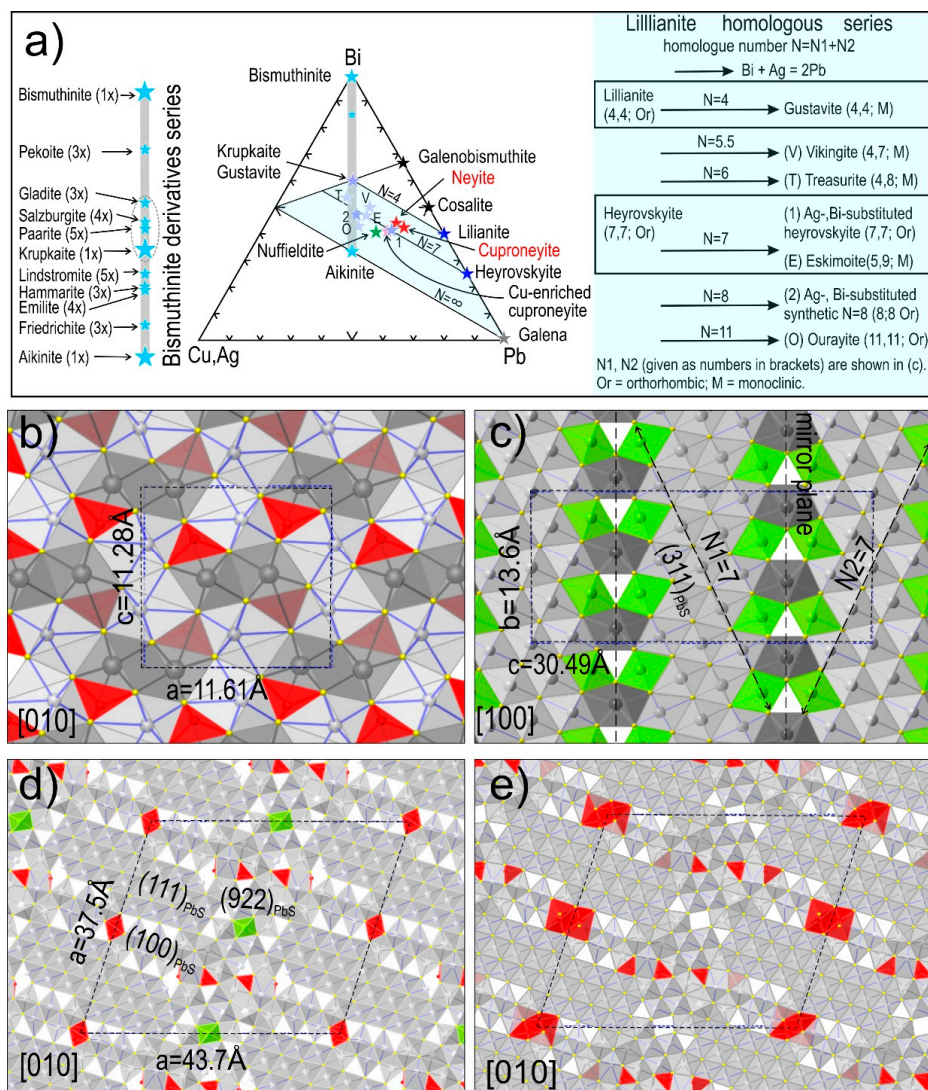 a)
Bismuthinite (1x)
Pekoite (3x)
Gladite (3x)
Salzburgite (4x)
Paarite (5x)
Krupkaite (1x)
Lindstromite (5x)
Hammarite (3x)
Emilite (4x)
Friedrichite (3x)
Aikinite (1x)
Bismuthinite derivatives series
Bi
Bismuthinite
Krupkaite
Gustavite
Galenobismuthite
Neyite
N=4
Cosalite
T
V
2
O
E
1
Lilianite
Nuffieldite
N=7
Cuproneyite
Aikinite
Heyrovskyite
N=∞
Cu-enriched
cuproneyite
Galena
Cu,Ag
Pb
Lilllianite homologous series
homologue number N=N1+N2
Bi + Ag = 2Pb
Lillianite
(4,4; Or)
N=4
Gustavite (4,4; M)
N=5.5
(V) Vikingite (4,7; M)
N=6
(T) Treasurite (4,8; M)
Heyrovskyite
(7,7; Or)
N=7
(1) Ag-,Bi-substituted
heyrovskyite (7,7; Or)
(E) Eskimoite (5,9; M)
N=8
(2) Ag-, Bi-substituted
synthetic N=8 (8;8 Or)
N=11
(O) Ourayite (11,11; Or)
N1, N2 (given as numbers in brackets) are shown in (c).
Or = orthorhombic; M = monoclinic.
b)
c=11.28Å
a=11.61Å
[010]
c)
mirror plane
N1=7
(311)PbS
N2=7
b=13.6Å
c=30.49Å
[100]
d)
a=37.5Å
(111)PbS
(922)PbS
(100)PbS
a=43.7Å
[010]
e)
[010]